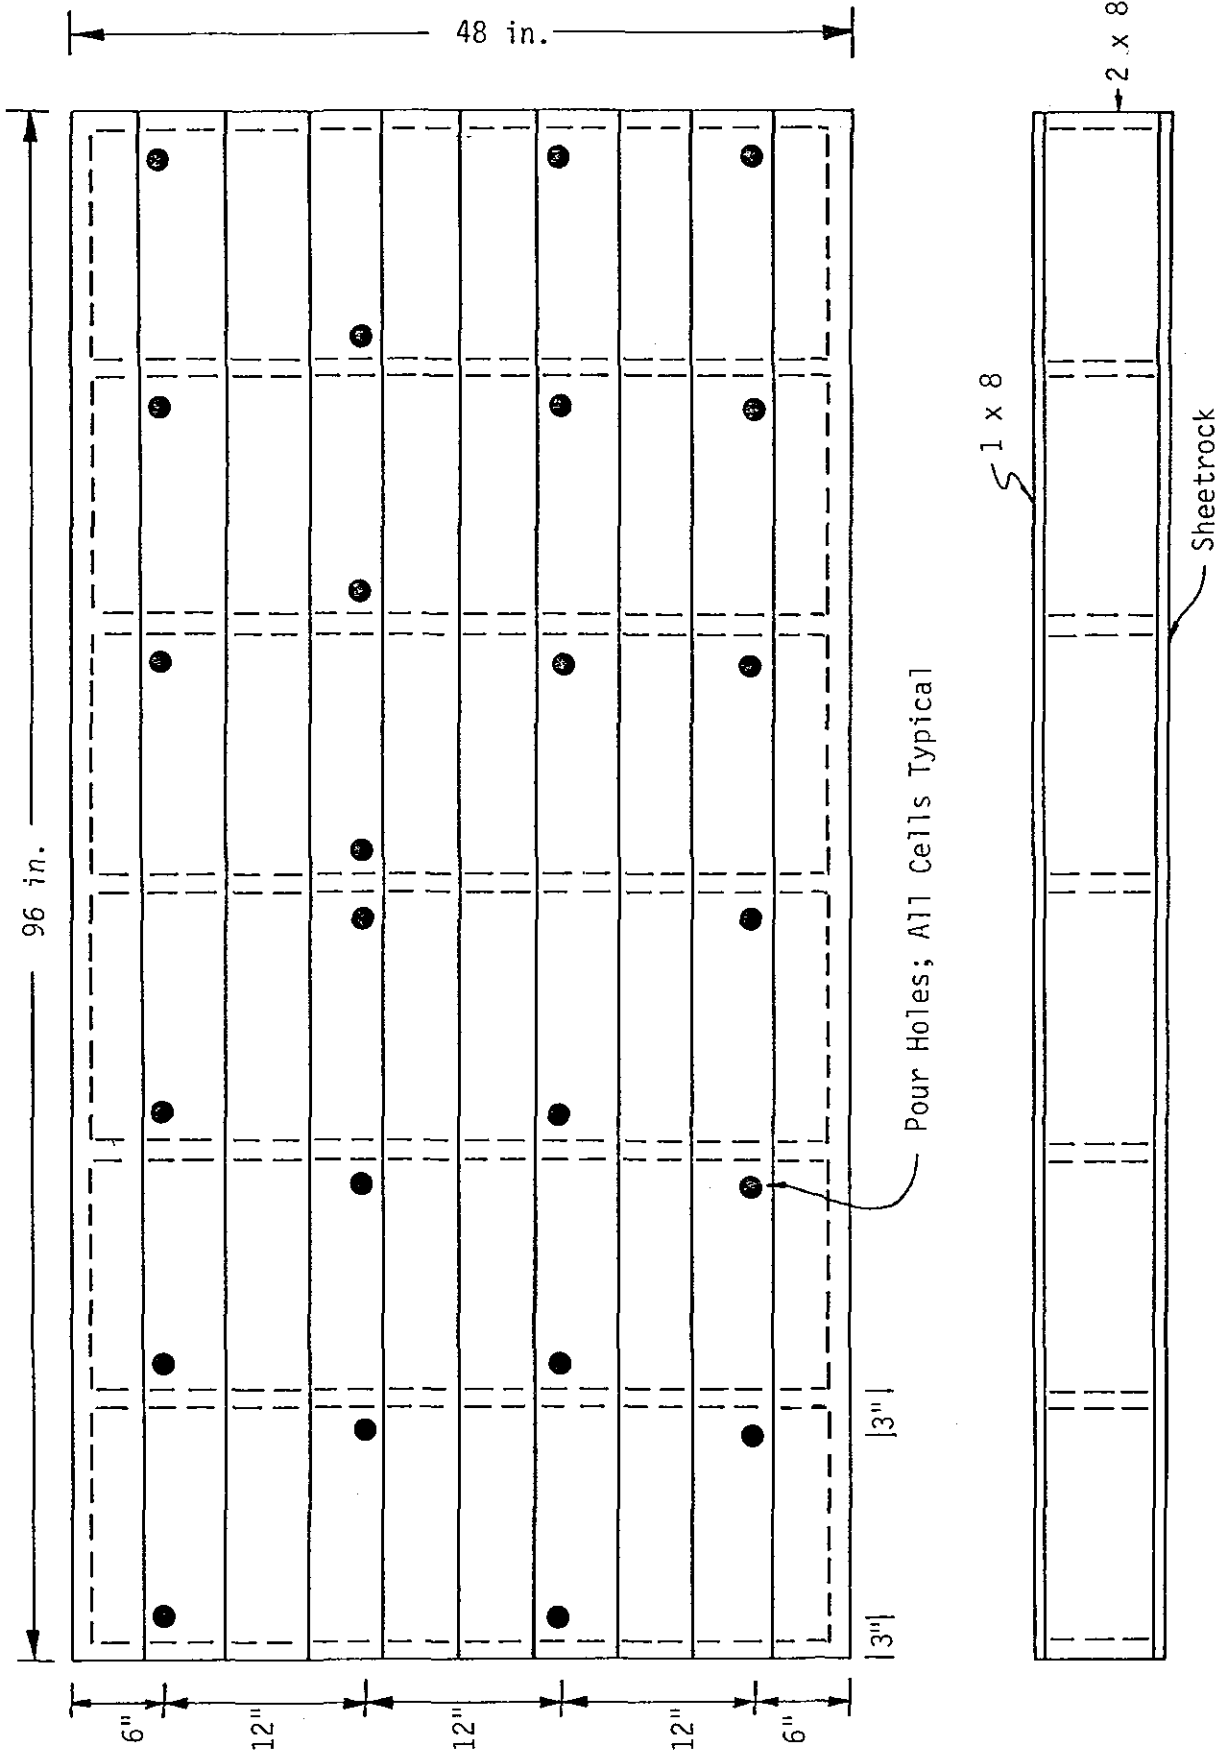 48 in.
96 in.
2 x 8
1 x 8
Sheetrock
Pour Holes; All Cells Typical
3"
3"
6"
12"
12"
12"
6"